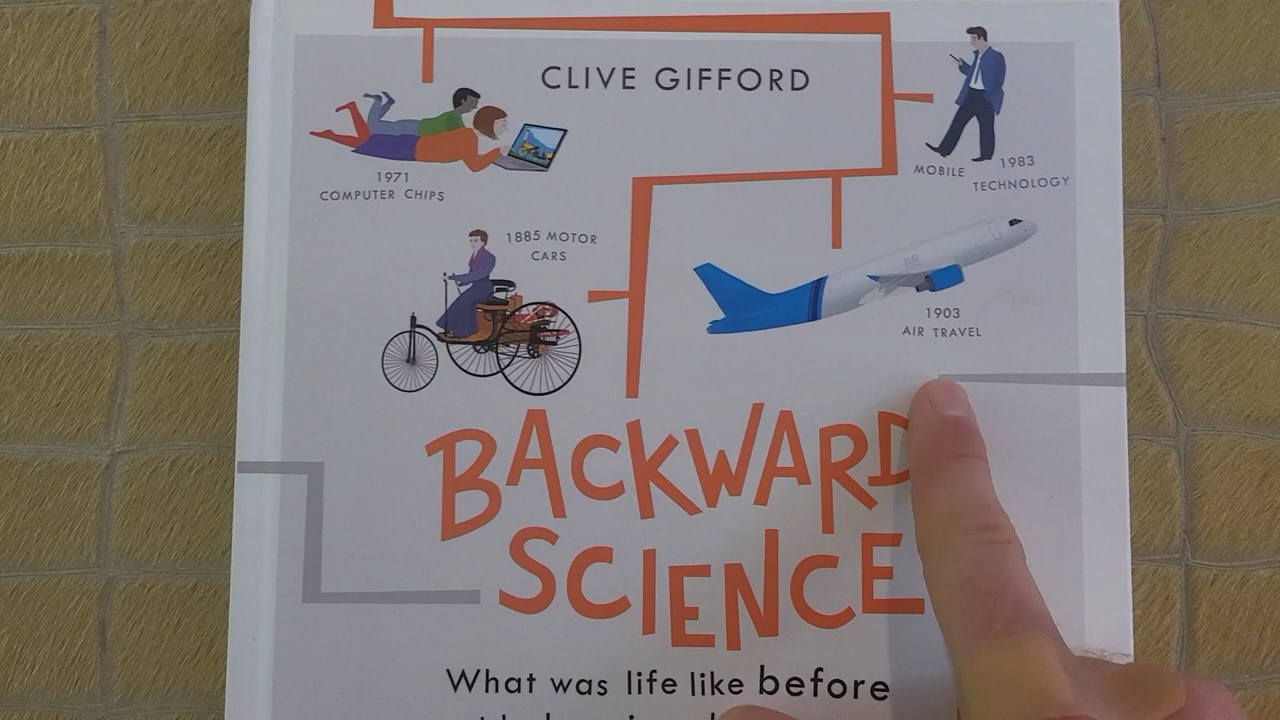 CLIVE GIFFORD
1971
COMPUTER CHIPS
MOBILE 1983
TECHNOLOGY
1885 MOTOR
CARS
1903
AIR TRAVEL
BACKWARD
SCIENCE
What was life like before